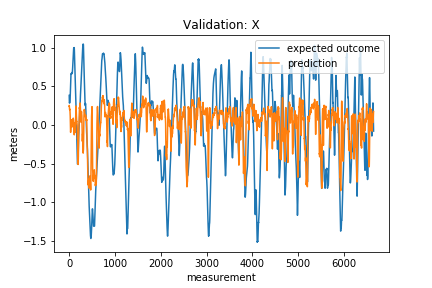 Validation: X
expected outcome
prediction
1.0
0.5
0.0
−0.5
−1.0
−1.5
meters
0 1000 2000 3000 4000 5000 6000
measurement